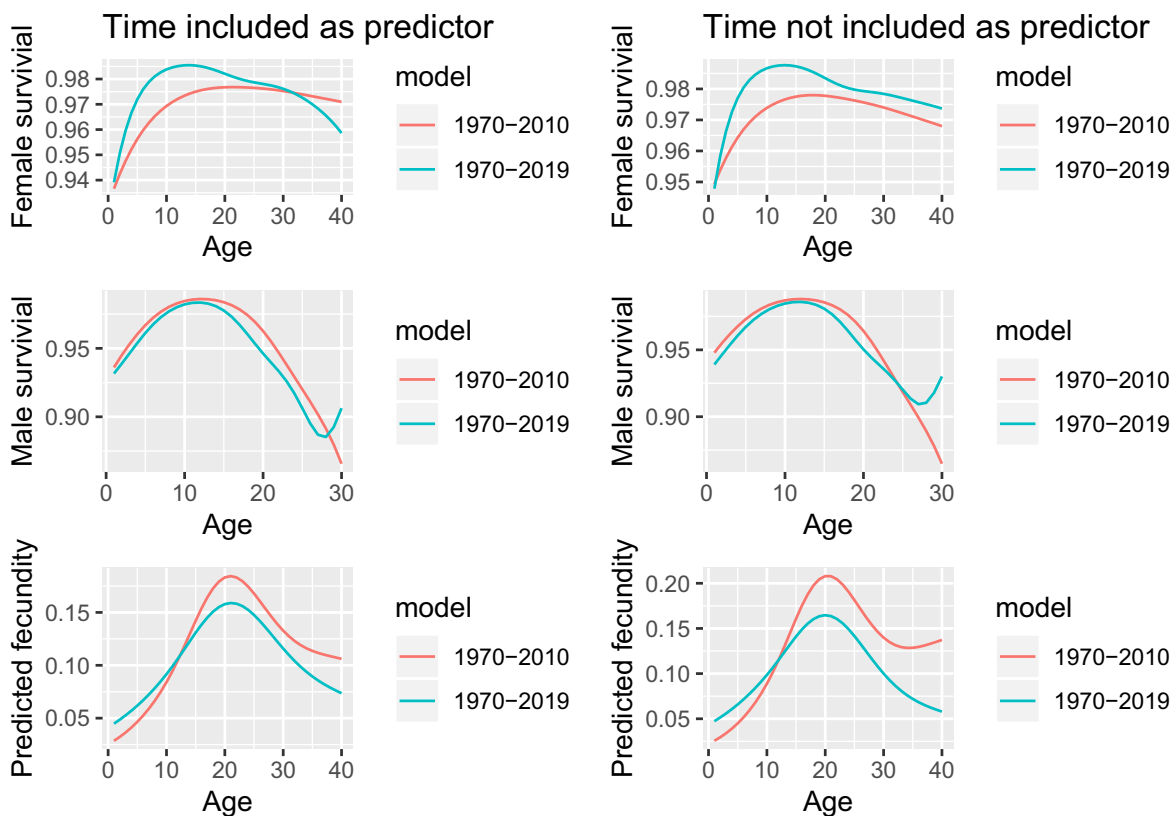 Time included as predictor
Time not included as predictor
Female survivial
0.98
0.97
0.96
0.95
0.94
0 10 20 30 40
Age
model
1970−2010
1970−2019
Female survivial
0.98
0.97
0.96
0.95
0 10 20 30 40
Age
model
1970−2010
1970−2019
Male survivial
0.95
0.90
0 10 20 30
Age
model
1970−2010
1970−2019
Male survivial
0.95
0.90
0 10 20 30
Age
model
1970−2010
1970−2019
Predicted fecundity
0.15
0.10
0.05
0 10 20 30 40
Age
model
1970−2010
1970−2019
Predicted fecundity
0.20
0.15
0.10
0.05
0 10 20 30 40
Age
model
1970−2010
1970−2019